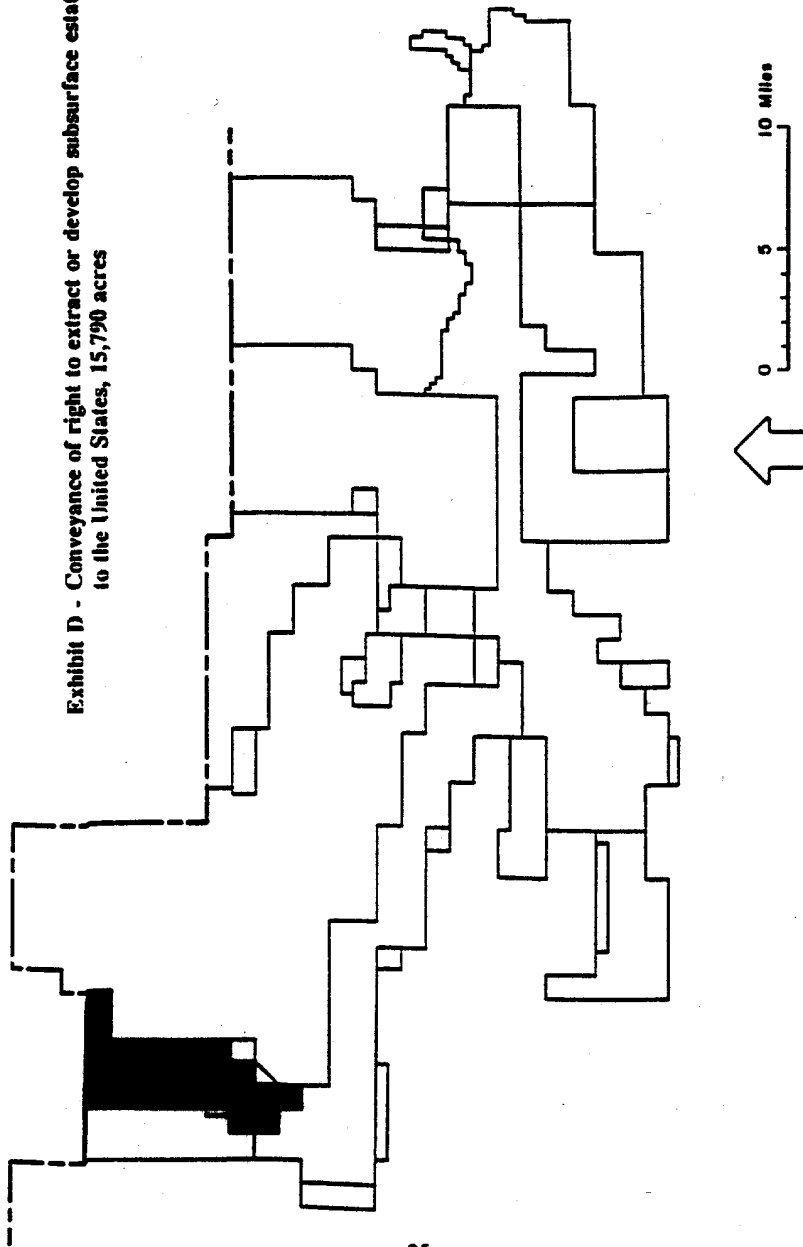 Exhibit D - Conveyance of right to extract or develop subsurface estat
to the United States, 15,790 acres
0 5 10 Miles